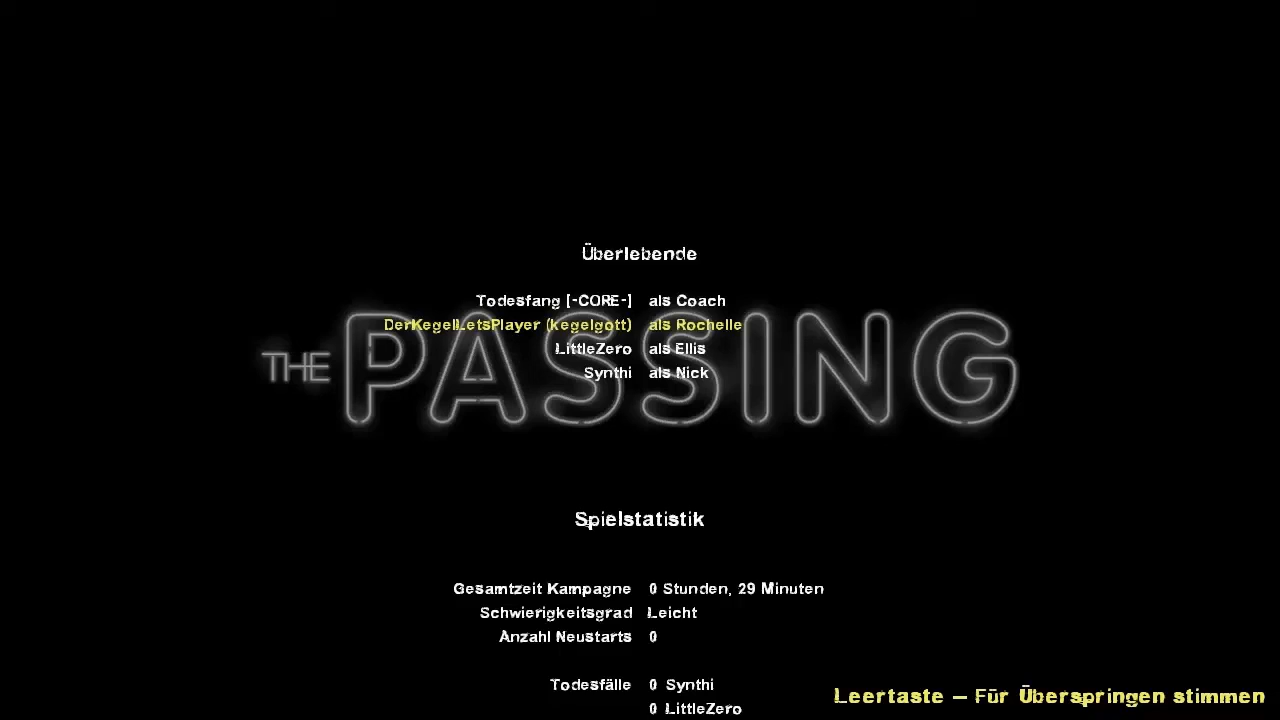 Überlebende
Todesfang [-CORE-] als Coach
DerKegelLetsPlayer (kegelgott) als Rochelle
LittleZero als Ellis
Synthi als Nick
THE PASSING
Spielstatistik
Gesamtzeit Kampagne 0 Stunden, 29 Minuten
Schwierigkeitsgrad Leicht
Anzahl Neustarts 0
Todesfälle 0 Synthi
0 LittleZero
Leertaste – Für Überspringen stimmen